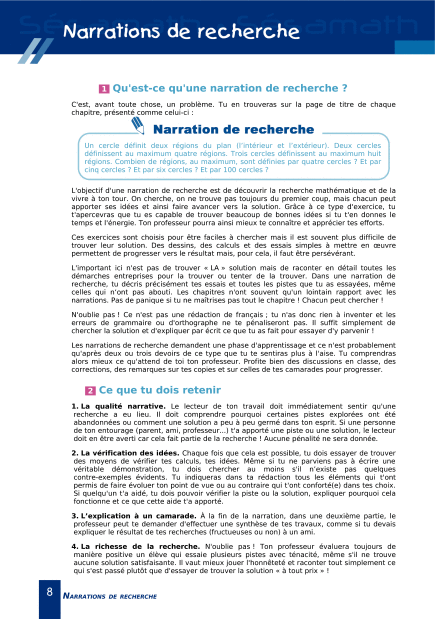 Narrations de recherche
1 Qu'est-ce qu'une narration de recherche ?
C'est, avant toute chose, un problème. Tu en trouveras sur la page de titre de chaque
chapitre, présenté comme celui-ci :
Narration de recherche
Un cercle définit deux régions du plan (l'intérieur et l'extérieur). Deux cercles
définissent au maximum quatre régions. Trois cercles définissent au maximum huit
régions. Combien de régions, au maximum, sont définies par quatre cercles ? Et par
cinq cercles ? Et par six cercles ? Et par 100 cercles ?
L'objectif d'une narration de recherche est de découvrir la recherche mathématique et de la
vivre à ton tour. On cherche, on ne trouve pas toujours du premier coup, mais chacun peut
apporter ses idées et ainsi faire avancer vers la solution. Grâce à ce type d'exercice, tu
t'apercevras que tu es capable de trouver beaucoup de bonnes idées si tu t'en donnes le
temps et l'énergie. Ton professeur pourra ainsi mieux te connaître et apprécier tes efforts.
Ces exercices sont choisis pour être faciles à chercher mais il est souvent plus difficile de
trouver leur solution. Des dessins, des calculs et des essais simples à mettre en œuvre
permettent de progresser vers le résultat mais, pour cela, il faut être persévérant.
L'important ici n'est pas de trouver « LA » solution mais de raconter en détail toutes les
démarches entreprises pour la trouver ou tenter de la trouver. Dans une narration de
recherche, tu décris précisément tes essais et toutes les pistes que tu as essayées, même
celles qui n'ont pas abouti. Les chapitres n'ont souvent qu'un lointain rapport avec les
narrations. Pas de panique si tu ne maîtrises pas tout le chapitre ! Chacun peut chercher !
N'oublie pas ! Ce n'est pas une rédaction de français ; tu n'as donc rien à inventer et les
erreurs de grammaire ou d'orthographe ne te pénaliseront pas. Il suffit simplement de
chercher la solution et d'expliquer par écrit ce que tu as fait pour essayer d'y parvenir !
Les narrations de recherche demandent une phase d'apprentissage et ce n'est probablement
qu'après deux ou trois devoirs de ce type que tu te sentiras plus à l'aise. Tu comprendras
alors mieux ce qu'attend de toi ton professeur. Profite bien des discussions en classe, des
corrections, des remarques sur tes copies et sur celles de tes camarades pour progresser.
2 Ce que tu dois retenir
1. La qualité narrative. Le lecteur de ton travail doit immédiatement sentir qu'une
recherche a eu lieu. Il doit comprendre pourquoi certaines pistes explorées ont été
abandonnées ou comment une solution a peu à peu germé dans ton esprit. Si une personne
de ton entourage (parent, ami, professeur...) t'a apporté une piste ou une solution, le lecteur
doit en être averti car cela fait partie de la recherche ! Aucune pénalité ne sera donnée.
2. La vérification des idées. Chaque fois que cela est possible, tu dois essayer de trouver
des moyens de vérifier tes calculs, tes idées. Même si tu ne parviens pas à écrire une
véritable démonstration, tu dois chercher au moins s'il n'existe pas quelques
contre-exemples évidents. Tu indiqueras dans ta rédaction tous les éléments qui t'ont
permis de faire évoluer ton point de vue ou au contraire qui t'ont conforté(e) dans tes choix.
Si quelqu'un t'a aidé, tu dois pouvoir vérifier la piste ou la solution, expliquer pourquoi cela
fonctionne et ce que cette aide t'a apporté.
3. L'explication à un camarade. À la fin de la narration, dans une deuxième partie, le
professeur peut te demander d'effectuer une synthèse de tes travaux, comme si tu devais
expliquer le résultat de tes recherches (fructueuses ou non) à un ami.
4. La richesse de la recherche. N'oublie pas ! Ton professeur évaluera toujours de
manière positive un élève qui essaie plusieurs pistes avec ténacité, même s'il ne trouve
aucune solution satisfaisante. Il vaut mieux jouer l'honnêteté et raconter tout simplement ce
qui s'est passé plutôt que d'essayer de trouver la solution « à tout prix » !
8 NARRATIONS DE RECHERCHE